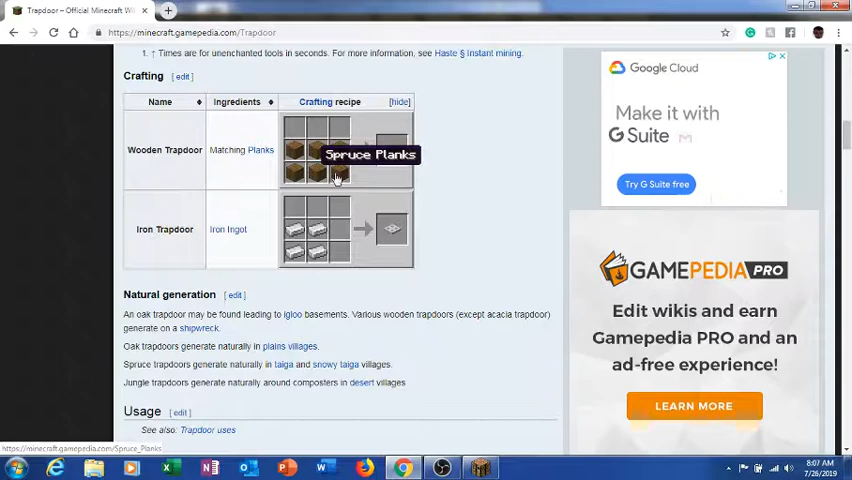 Trapdoor – Official Minecraft Wi
https://minecraft.gamepedia.com/Trapdoor
1. ↑ Times are for unenchanted tools in seconds. For more information, see Haste § Instant mining.
Crafting [ edit ]
Name Ingredients Crafting recipe [hide]
Wooden Trapdoor Matching Planks
Spruce Planks
Iron Trapdoor Iron Ingot
Natural generation [ edit ]
An oak trapdoor may be found leading to igloo basements. Various wooden trapdoors (except acacia trapdoor)
generate on a shipwreck.
Oak trapdoors generate naturally in plains villages.
Spruce trapdoors generate naturally in taiga and snowy taiga villages.
Jungle trapdoors generate naturally around composters in desert villages
Usage [ edit ]
See also: Trapdoor uses
https://minecraft.gamepedia.com/Spruce_Planks
Google Cloud
Make it with
G Suite
Try G Suite free
GAMEPEDIA PRO
Edit wikis and earn
Gamepedia PRO and an
ad-free experience!
LEARN MORE
8:07 AM
7/26/2019